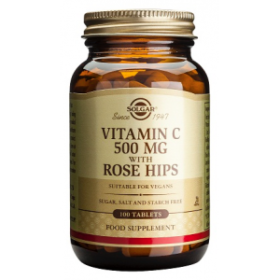 SOLGAR
Since 1947
VITAMIN C
500 MG
WITH
ROSE HIPS
SUITABLE FOR VEGANS
SUGAR, SALT AND STARCH FREE
100 TABLETS
FOOD SUPPLEMENT